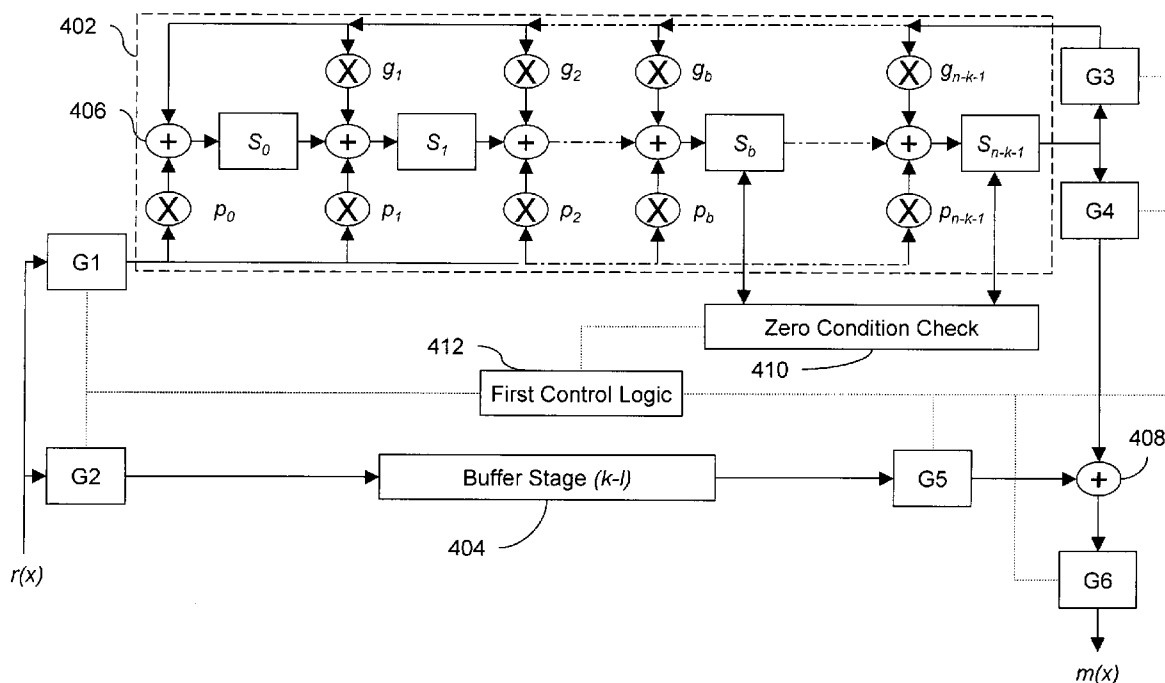 402
g1
g2
gb
gn-k-1
G3
406
+
S0
+
S1
+
+
Sb
+
Sn-k-1
X
X
X
X
X
X
X
X
X
p0
p1
p2
pb
pn-k-1
G4
G1
Zero Condition Check
412
410
First Control Logic
408
G2
Buffer Stage (k-l)
G5
+
404
r(x)
G6
m(x)